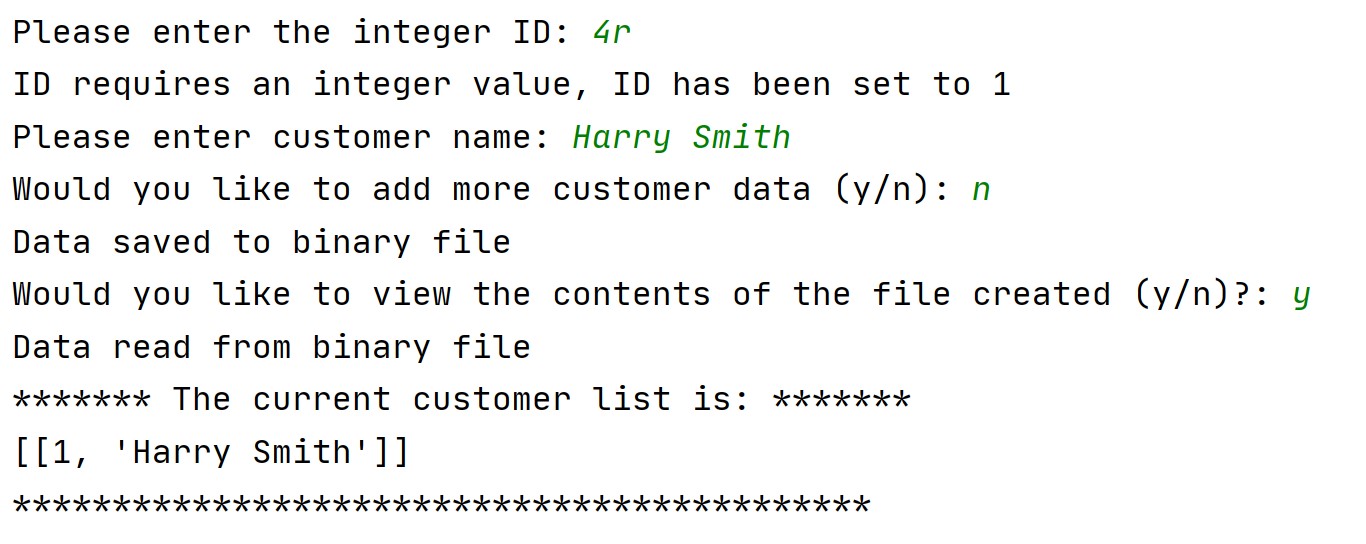 Please enter the integer ID: 4r
ID requires an integer value, ID has been set to 1
Please enter customer name: Harry Smith
Would you like to add more customer data (y/n): n
Data saved to binary file
Would you like to view the contents of the file created (y/n)?: y
Data read from binary file
******* The current customer list is: *******
[[1, 'Harry Smith']]
*******************************************